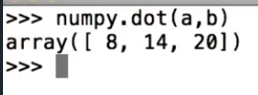 >>> numpy.dot(a,b)
array([ 8, 14, 20])
>>>